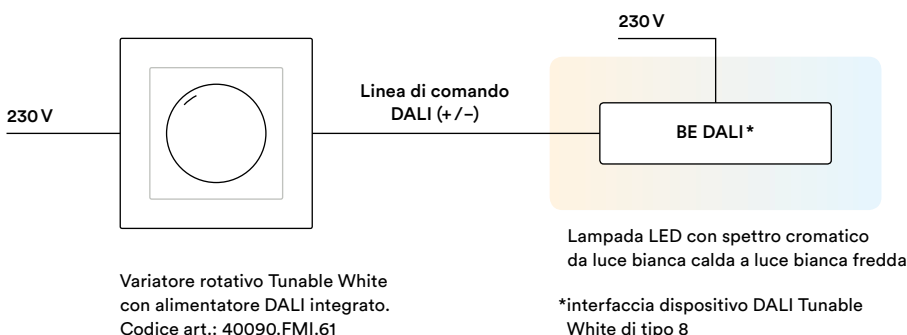 230 V
230 V
Linea di comando
DALI (+/−)
BE DALI*
Lampada LED con spettro cromatico
da luce bianca calda a luce bianca fredda
Variatore rotativo Tunable White
con alimentatore DALI integrato.
Codice art.: 40090.FMI.61
*interfaccia dispositivo DALI Tunable
White di tipo 8